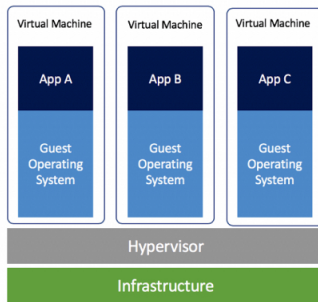 Virtual Machine
Virtual Machine
Virtual Machine
App A
App B
App C
Guest
Operating
System
Guest
Operating
System
Guest
Operating
System
Hypervisor
Infrastructure